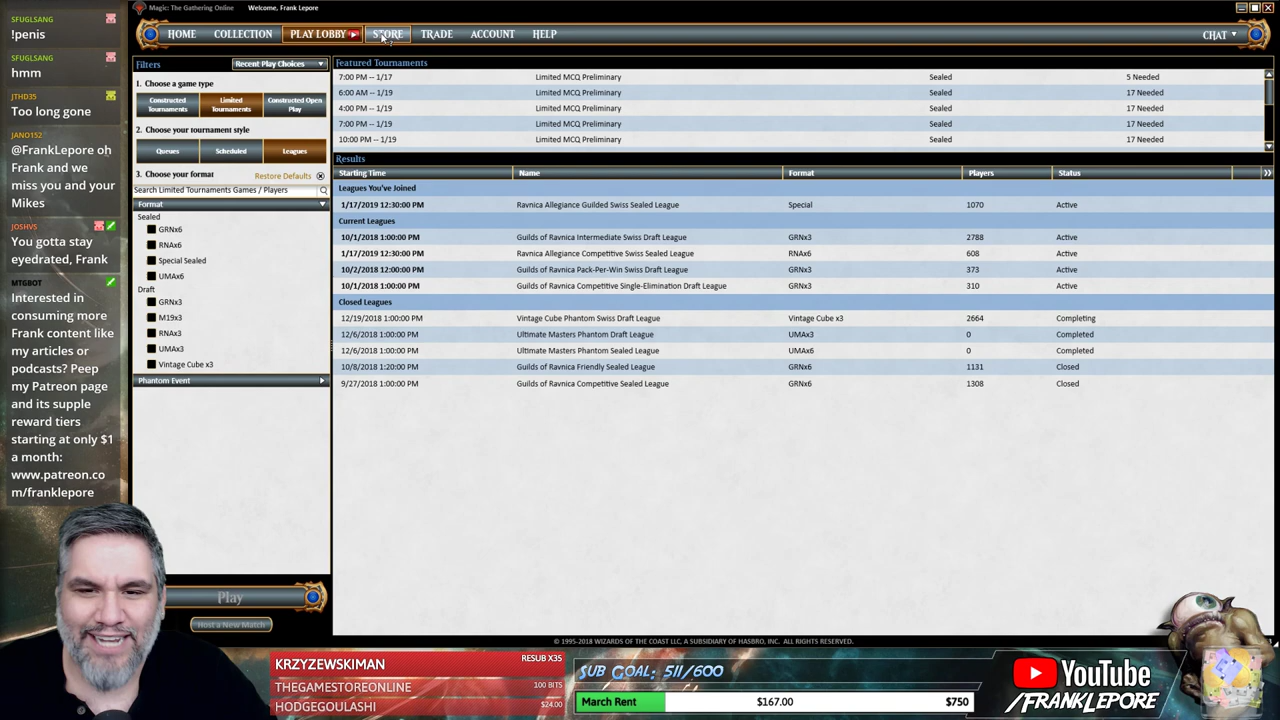 SFUGLSANG
!penis
SFUGLSANG
hmm
JTHD35
Too long gone
JANO152
@FrankLepore oh
Frank and we
miss you and your
Mikes
JOSHVS
You gotta stay
eyedrated, Frank
MTGBOT
Interested in
consuming more
Frank content like
my articles or
podcasts? Peep
my Patreon page
and its supple
reward tiers
starting at only $1
a month:
www.patreon.co
m/franklepore
Magic: The Gathering Online Welcome, Frank Lepore
HOME COLLECTION PLAY LOBBY STORE TRADE ACCOUNT HELP CHAT
Filters Recent Play Choices
1. Choose a game type
Constructed Tournaments Limited Tournaments Constructed Open Play
2. Choose your tournament style
Queues Scheduled Leagues
3. Choose your format Restore Defaults
Search Limited Tournaments Games / Players
Format
Sealed
GRNx6
RNAx6
Special Sealed
UMAx6
Draft
GRNx3
M19x3
RNAx3
UMAx3
Vintage Cube x3
Phantom Event
Play
Host a New Match
Featured Tournaments
7:00 PM -- 1/17 Limited MCQ Preliminary Sealed 5 Needed
6:00 AM -- 1/19 Limited MCQ Preliminary Sealed 17 Needed
4:00 PM -- 1/19 Limited MCQ Preliminary Sealed 17 Needed
7:00 PM -- 1/19 Limited MCQ Preliminary Sealed 17 Needed
10:00 PM -- 1/19 Limited MCQ Preliminary Sealed 17 Needed
Results
Starting Time Name Format Players Status
Leagues You've Joined
1/17/2019 12:30:00 PM Ravnica Allegiance Guilded Swiss Sealed League Special 1070 Active
Current Leagues
10/1/2018 1:00:00 PM Guilds of Ravnica Intermediate Swiss Draft League GRNx3 2788 Active
1/17/2019 12:30:00 PM Ravnica Allegiance Competitive Swiss Sealed League RNAx6 608 Active
10/2/2018 12:00:00 PM Guilds of Ravnica Pack-Per-Win Swiss Draft League GRNx3 373 Active
10/1/2018 1:00:00 PM Guilds of Ravnica Competitive Single-Elimination Draft League GRNx3 310 Active
Closed Leagues
12/19/2018 1:00:00 PM Vintage Cube Phantom Swiss Draft League Vintage Cube x3 2664 Completing
12/6/2018 1:00:00 PM Ultimate Masters Phantom Draft League UMAx3 0 Completed
12/6/2018 1:00:00 PM Ultimate Masters Phantom Sealed League UMAx6 0 Completed
10/8/2018 1:20:00 PM Guilds of Ravnica Friendly Sealed League GRNx6 1131 Closed
9/27/2018 1:00:00 PM Guilds of Ravnica Competitive Sealed League GRNx6 1308 Closed
© 1995-2018 WIZARDS OF THE COAST LLC, A SUBSIDIARY OF HASBRO, INC. ALL RIGHTS RESERVED.
KRZYZEWSKIMAN RESUB X35
THEGAMESTOREONLINE 100 BITS
HODGEGOULASHI $24.00
SUB GOAL: 511/600
March Rent $167.00 $750
YouTube
/FRANKLEPORE